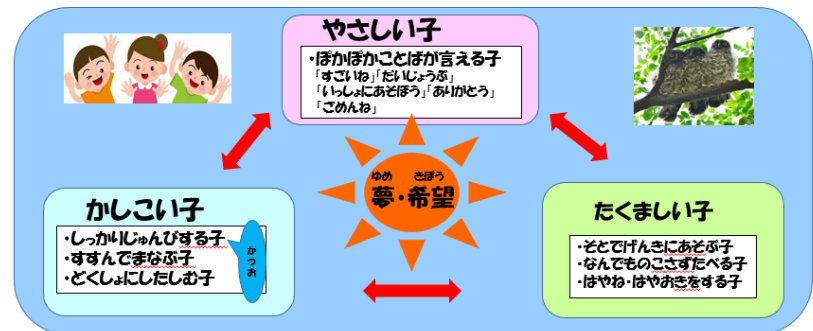 やさしい子
・ぽかぽかことばが言える子
「すごいね」「だいじょうぶ」
「いっしょにあそぼう」「ありがとう」
「ごめんね」
ゆめ きぼう
夢・希望
かしこい子
・しっかりじゅんびする子
・すすんでまなぶ子
・どくしょにしたしむ子
かつお
たくましい子
・そとでげんきにあそぶ子
・なんでものこさずたべる子
・はやね・はやおきをする子